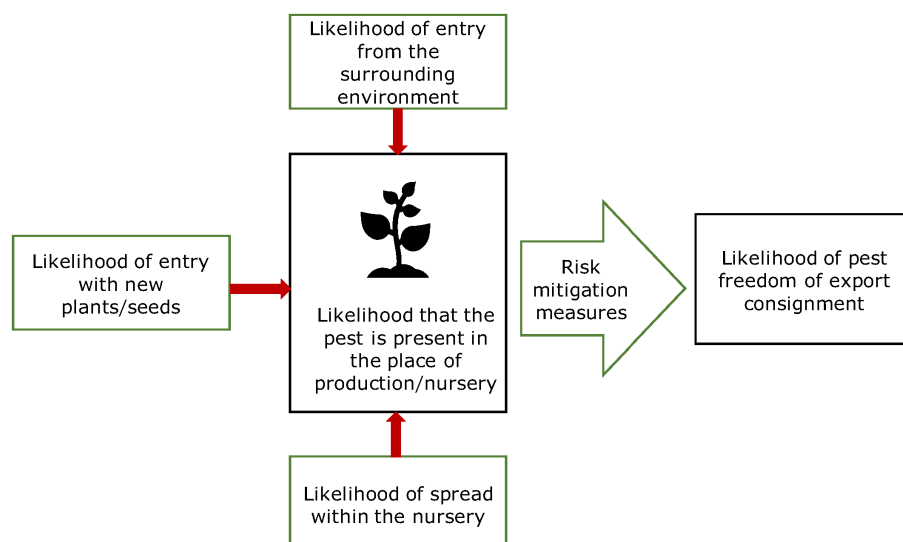 Likelihood of entry
from the
surrounding
environment
Likelihood of entry
with new
plants/seeds
Likelihood that the
pest is present in
the place of
production/nursery
Risk
mitigation
measures
Likelihood of pest
freedom of export
consignment
Likelihood of spread
within the nursery